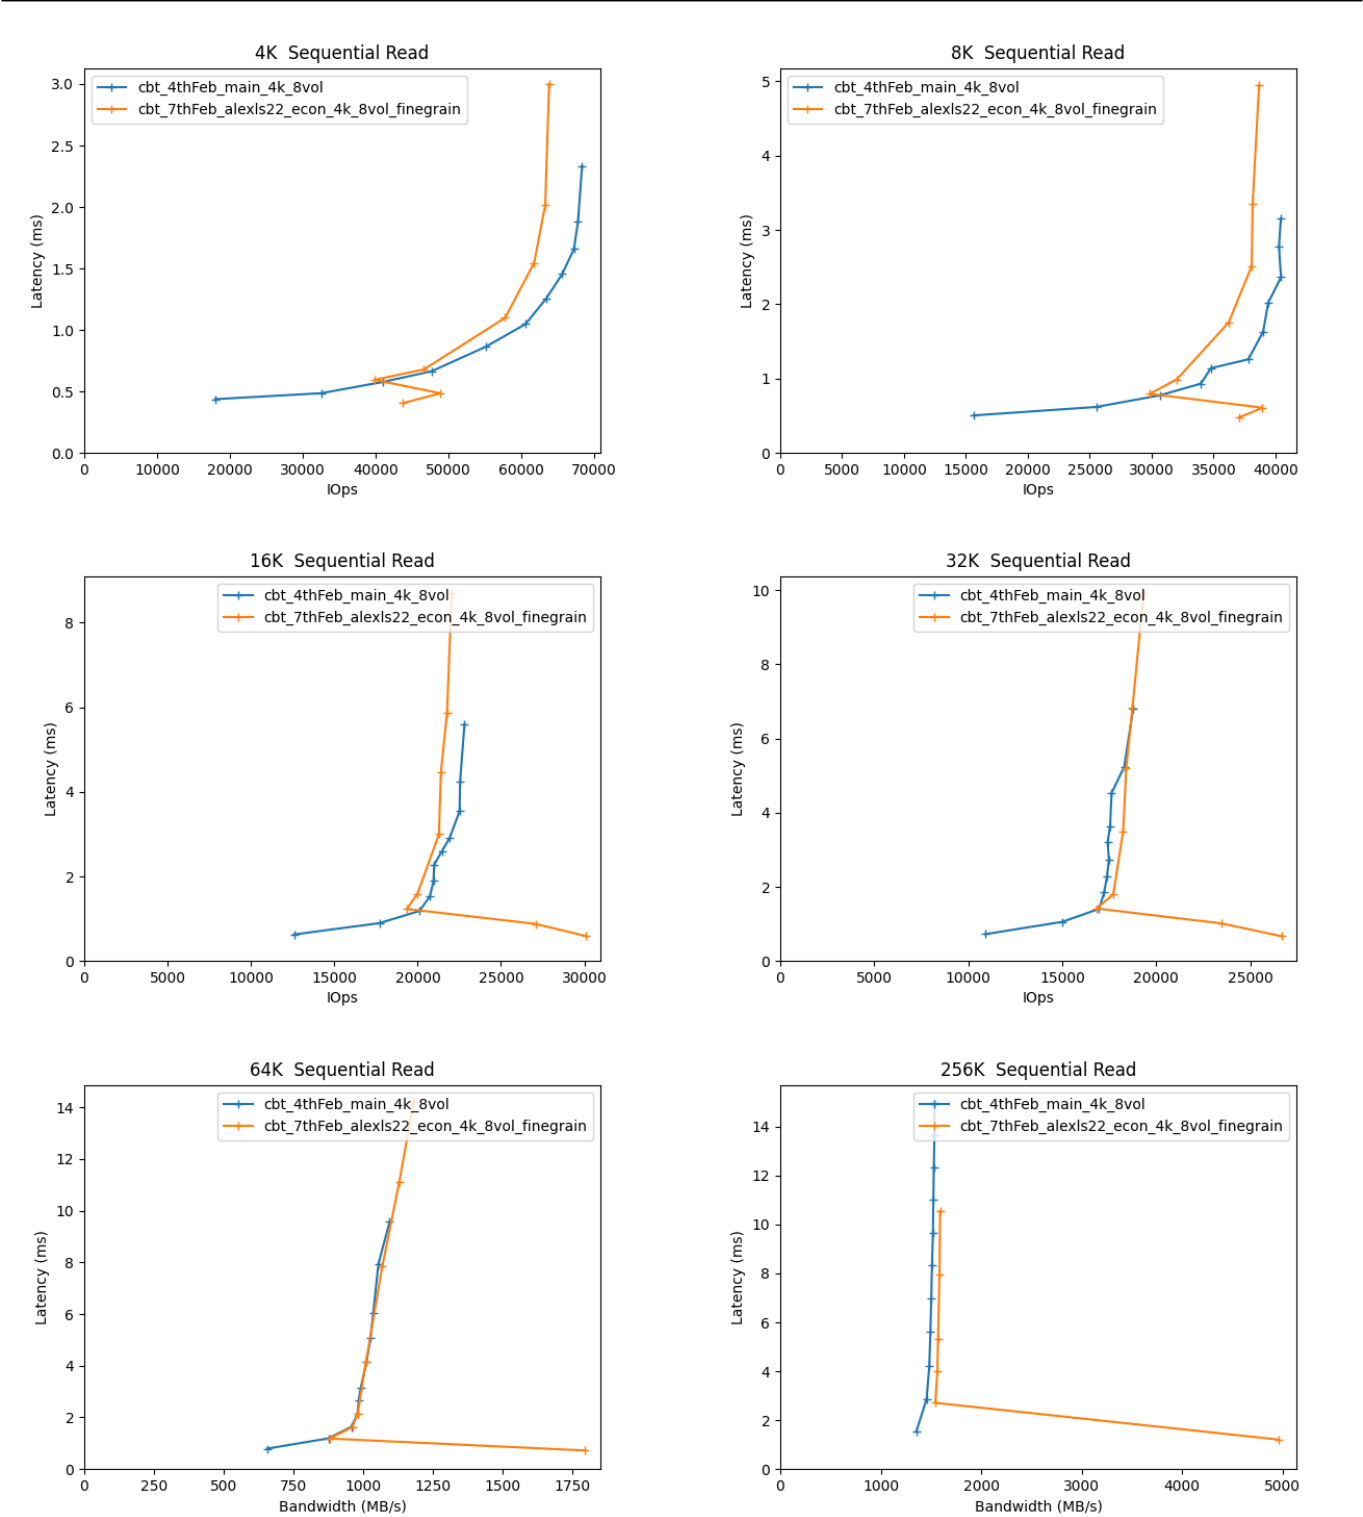 4K  Sequential Read
cbt_4thFeb_main_4k_8vol
cbt_7thFeb_alexls22_econ_4k_8vol_finegrain
Latency (ms)
3.0
2.5
2.0
1.5
1.0
0.5
0.0
0 10000 20000 30000 40000 50000 60000 70000
IOps
8K  Sequential Read
cbt_4thFeb_main_4k_8vol
cbt_7thFeb_alexls22_econ_4k_8vol_finegrain
Latency (ms)
5
4
3
2
1
0
0 5000 10000 15000 20000 25000 30000 35000 40000
IOps
16K  Sequential Read
cbt_4thFeb_main_4k_8vol
cbt_7thFeb_alexls22_econ_4k_8vol_finegrain
Latency (ms)
8
6
4
2
0
0 5000 10000 15000 20000 25000 30000
IOps
32K  Sequential Read
cbt_4thFeb_main_4k_8vol
cbt_7thFeb_alexls22_econ_4k_8vol_finegrain
Latency (ms)
10
8
6
4
2
0
0 5000 10000 15000 20000 25000
IOps
64K  Sequential Read
cbt_4thFeb_main_4k_8vol
cbt_7thFeb_alexls22_econ_4k_8vol_finegrain
Latency (ms)
14
12
10
8
6
4
2
0
0 250 500 750 1000 1250 1500 1750
Bandwidth (MB/s)
256K  Sequential Read
cbt_4thFeb_main_4k_8vol
cbt_7thFeb_alexls22_econ_4k_8vol_finegrain
Latency (ms)
14
12
10
8
6
4
2
0
0 1000 2000 3000 4000 5000
Bandwidth (MB/s)